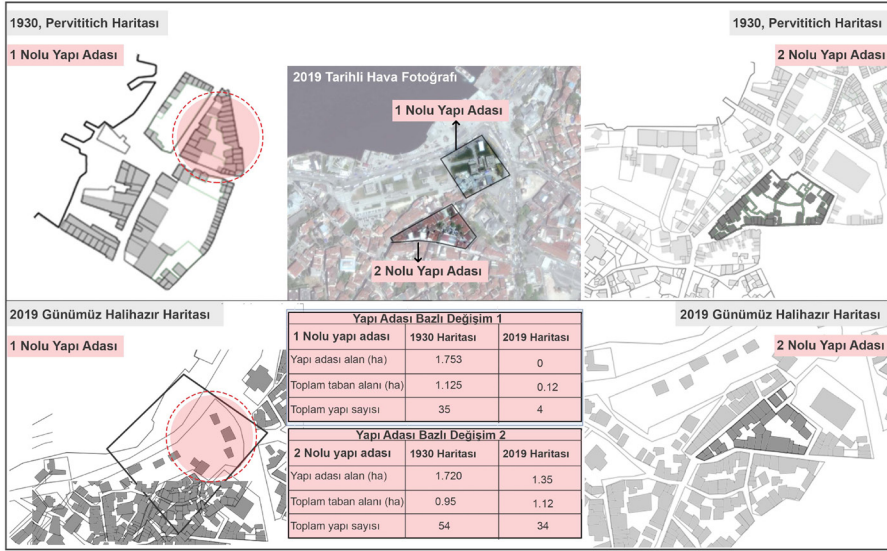 1930, Pervititch Haritası
1 Nolu Yapı Adası
2019 Tarihli Hava Fotoğrafı
1 Nolu Yapı Adası
2 Nolu Yapı Adası
1930, Pervititich Haritası
2 Nolu Yapı Adası
2019 Günümüz Halihazır Haritası
1 Nolu Yapı Adası
Yapı Adası Bazlı Değişim 1
1 Nolu yapı adası 1930 Haritası 2019 Haritası
Yapı adası alan (ha) 1.753 0
Toplam taban alanı (ha) 1.125 0.12
Toplam yapı sayısı 35 4
Yapı Adası Bazlı Değişim 2
2 Nolu yapı adası 1930 Haritası 2019 Haritası
Yapı adası alan (ha) 1.720 1.35
Toplam taban alanı (ha) 0.95 1.12
Toplam yapı sayısı 54 34
2019 Günümüz Halihazır Haritası
2 Nolu Yapı Adası